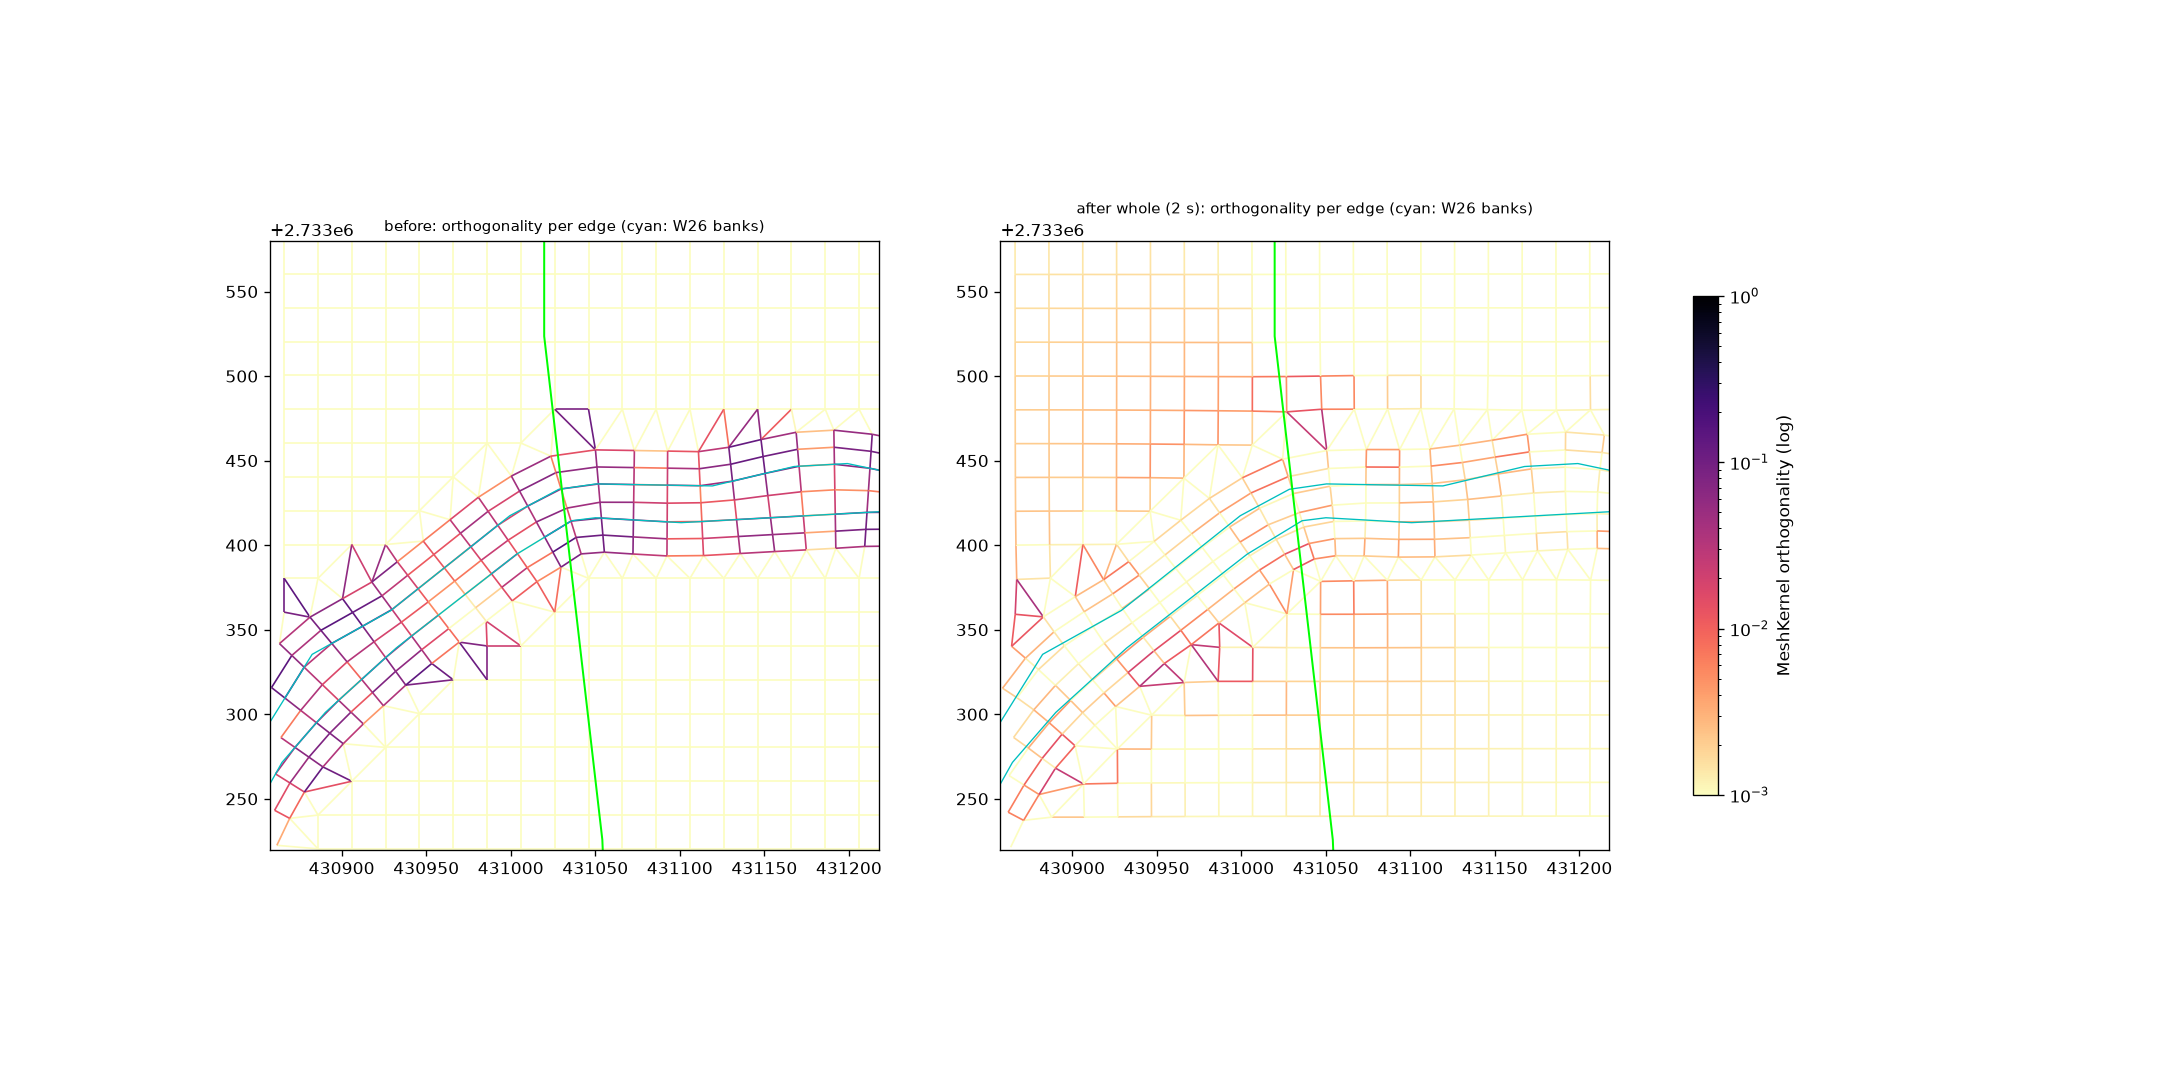 before: orthogonality per edge (cyan: W26 banks)
+2.733e6
550
500
450
400
350
300
250
430900 430950 431000 431050 431100 431150 431200
after whole (2 s): orthogonality per edge (cyan: W26 banks)
+2.733e6
550
500
450
400
350
300
250
430900 430950 431000 431050 431100 431150 431200
10⁰
10⁻¹
10⁻²
10⁻³
MeshKernel orthogonality (log)